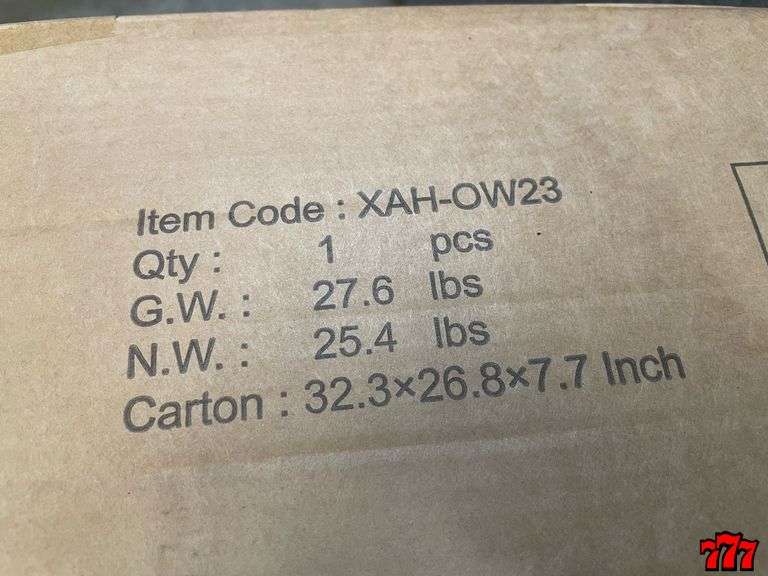 Item Code : XAH-OW23
Qty : 1 pcs
G.W. : 27.6 lbs
N.W. : 25.4 lbs
Carton : 32.3×26.8×7.7 Inch
777